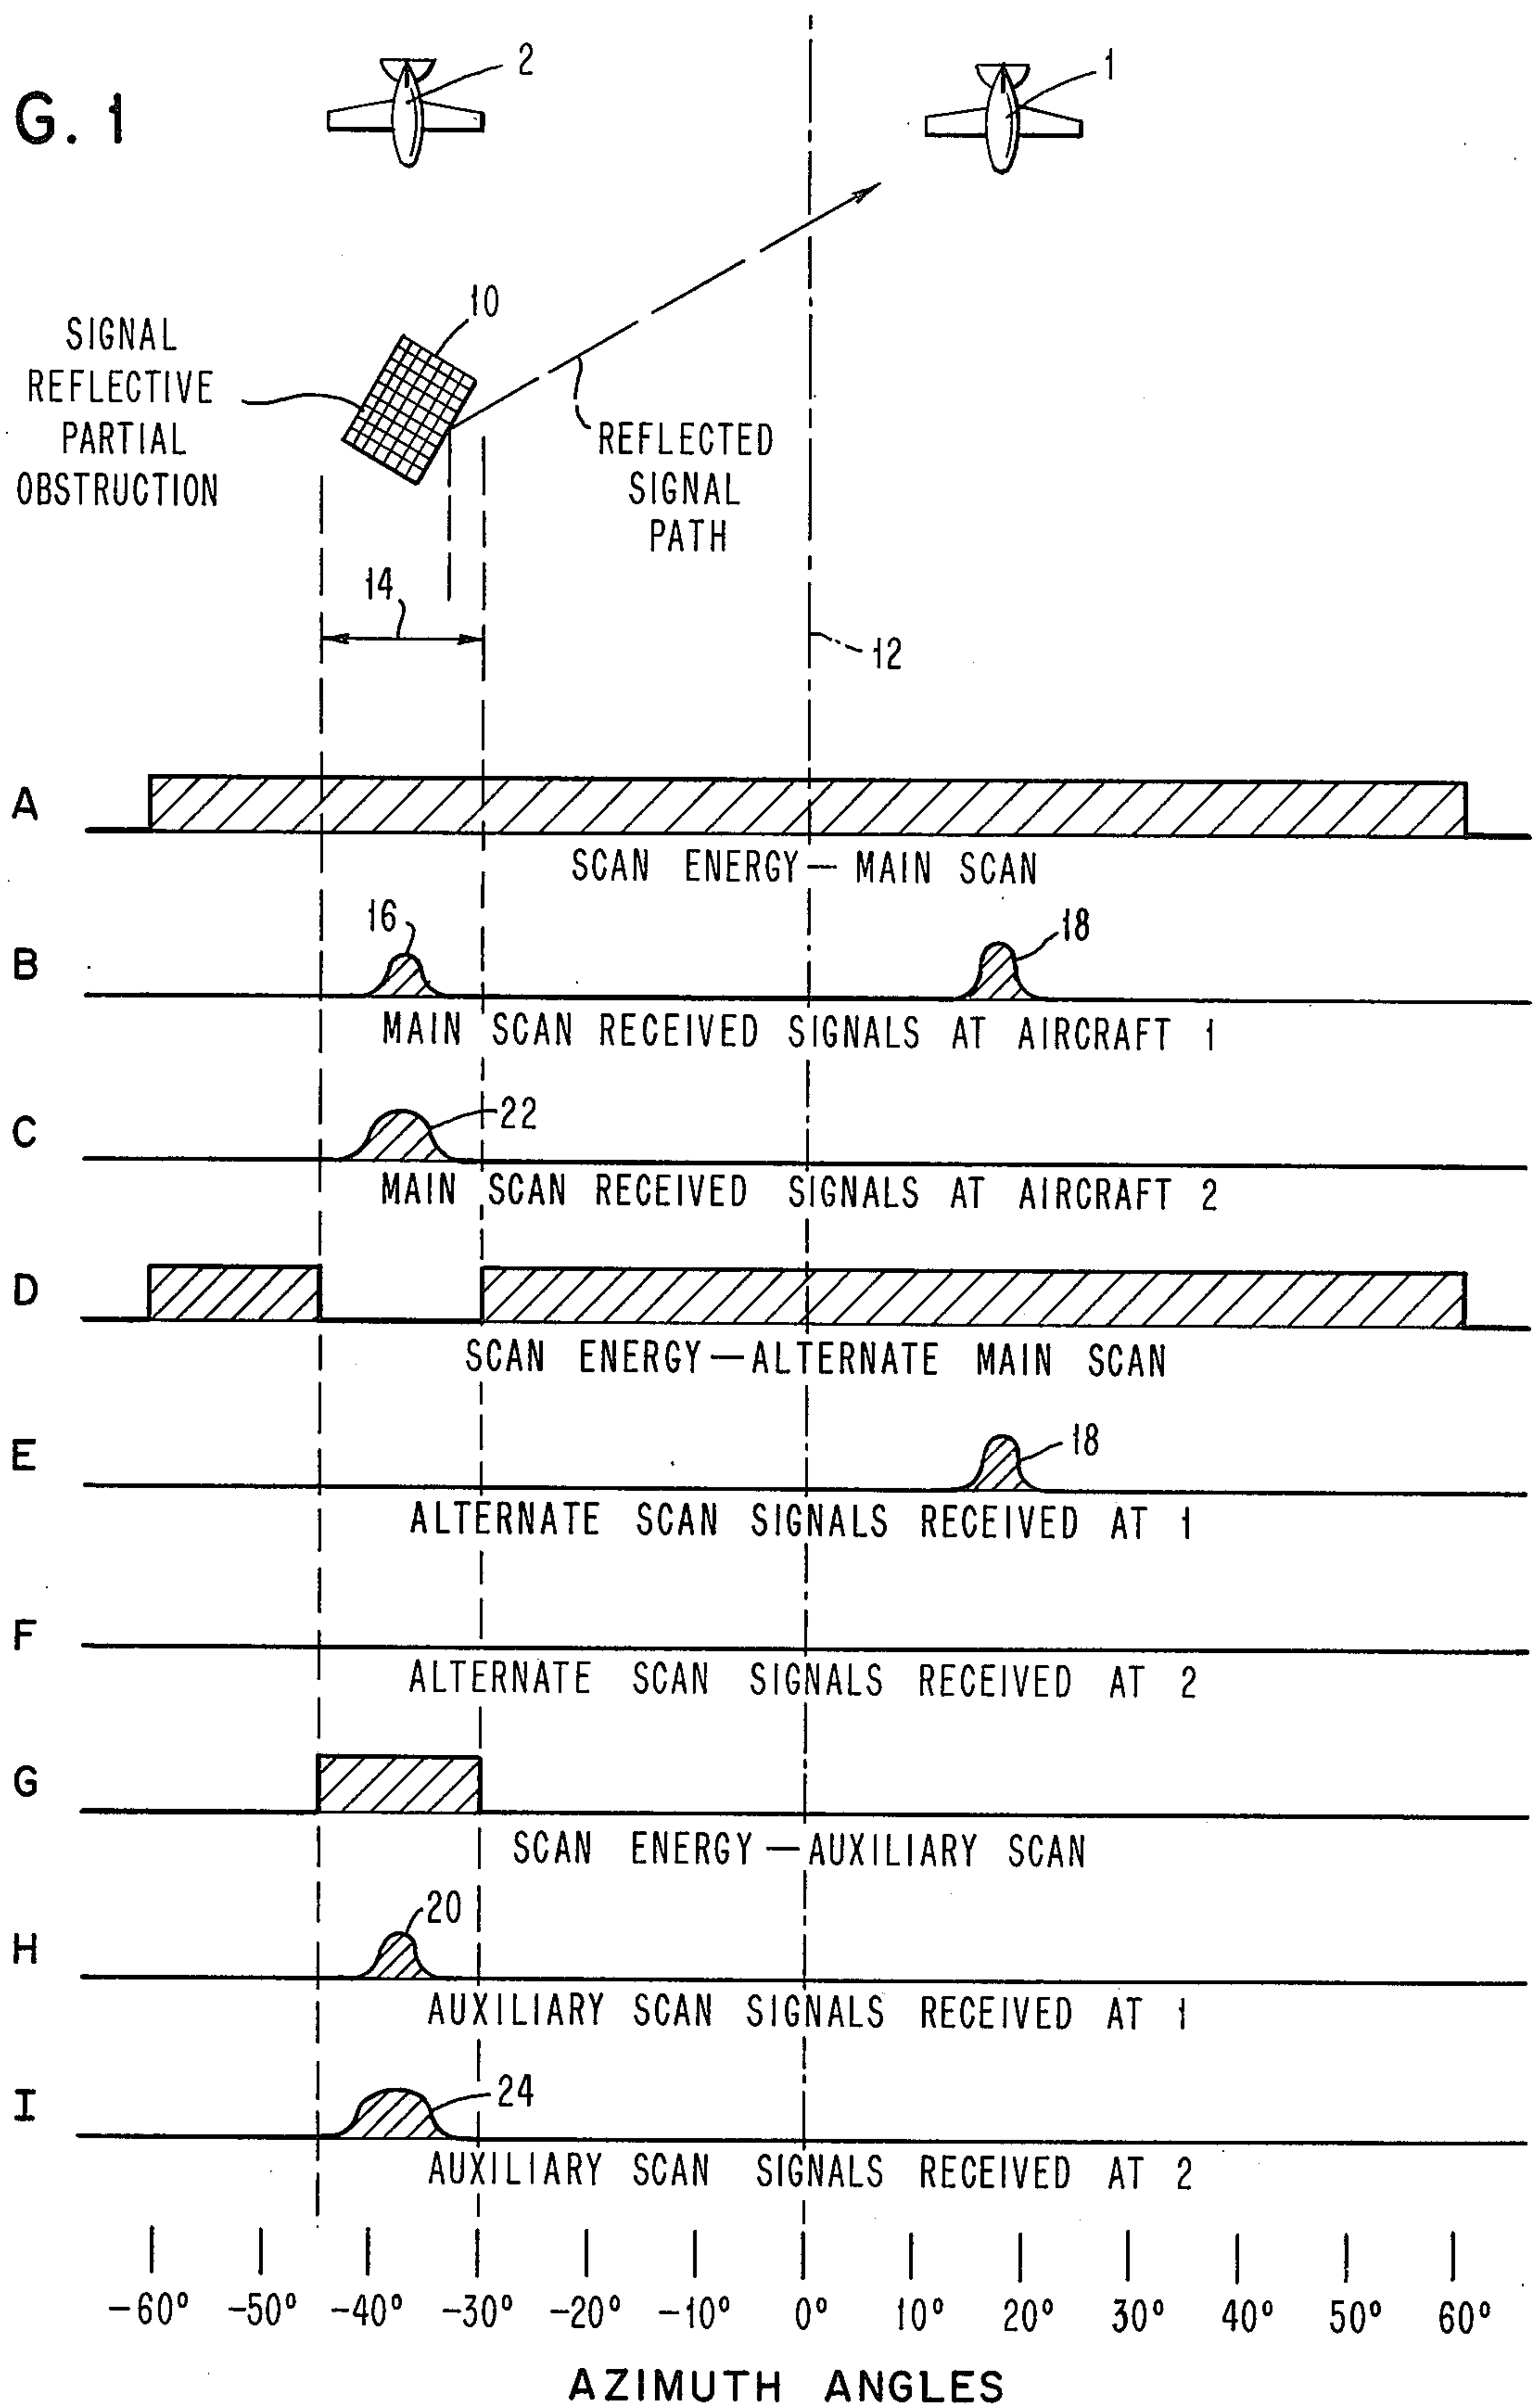 G. 1
2
1
10
SIGNAL
REFLECTIVE
PARTIAL
OBSTRUCTION
REFLECTED
SIGNAL
PATH
14
12
A
SCAN ENERGY — MAIN SCAN
B
16
18
MAIN SCAN RECEIVED SIGNALS AT AIRCRAFT 1
C
22
MAIN SCAN RECEIVED SIGNALS AT AIRCRAFT 2
D
SCAN ENERGY — ALTERNATE MAIN SCAN
E
18
ALTERNATE SCAN SIGNALS RECEIVED AT 1
F
ALTERNATE SCAN SIGNALS RECEIVED AT 2
G
SCAN ENERGY — AUXILIARY SCAN
H
20
AUXILIARY SCAN SIGNALS RECEIVED AT 1
I
24
AUXILIARY SCAN SIGNALS RECEIVED AT 2
-60° -50° -40° -30° -20° -10° 0° 10° 20° 30° 40° 50° 60°
AZIMUTH ANGLES